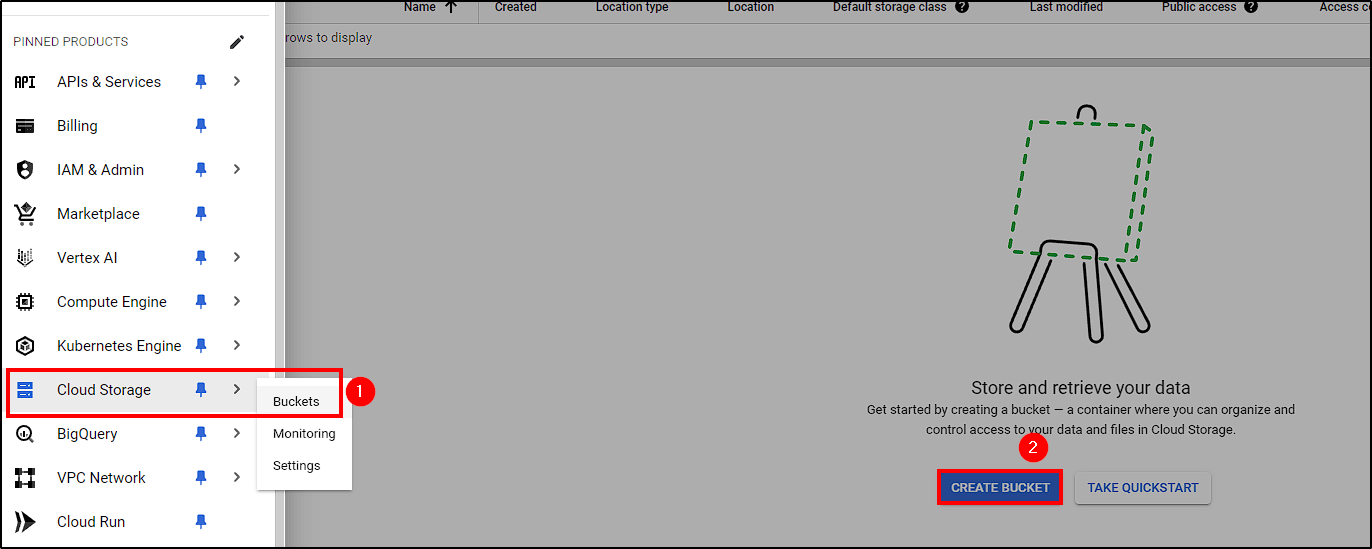 Name Created Location type Location Default storage class ? Last modified Public access ? Access co
rows to display
PINNED PRODUCTS
API APIs & Services
Billing
IAM & Admin
Marketplace
Vertex AI
Compute Engine
Kubernetes Engine
Cloud Storage
1
Buckets
Monitoring
Settings
BigQuery
VPC Network
Cloud Run
Store and retrieve your data
Get started by creating a bucket — a container where you can organize and
control access to your data and files in Cloud Storage.
2
CREATE BUCKET
TAKE QUICKSTART